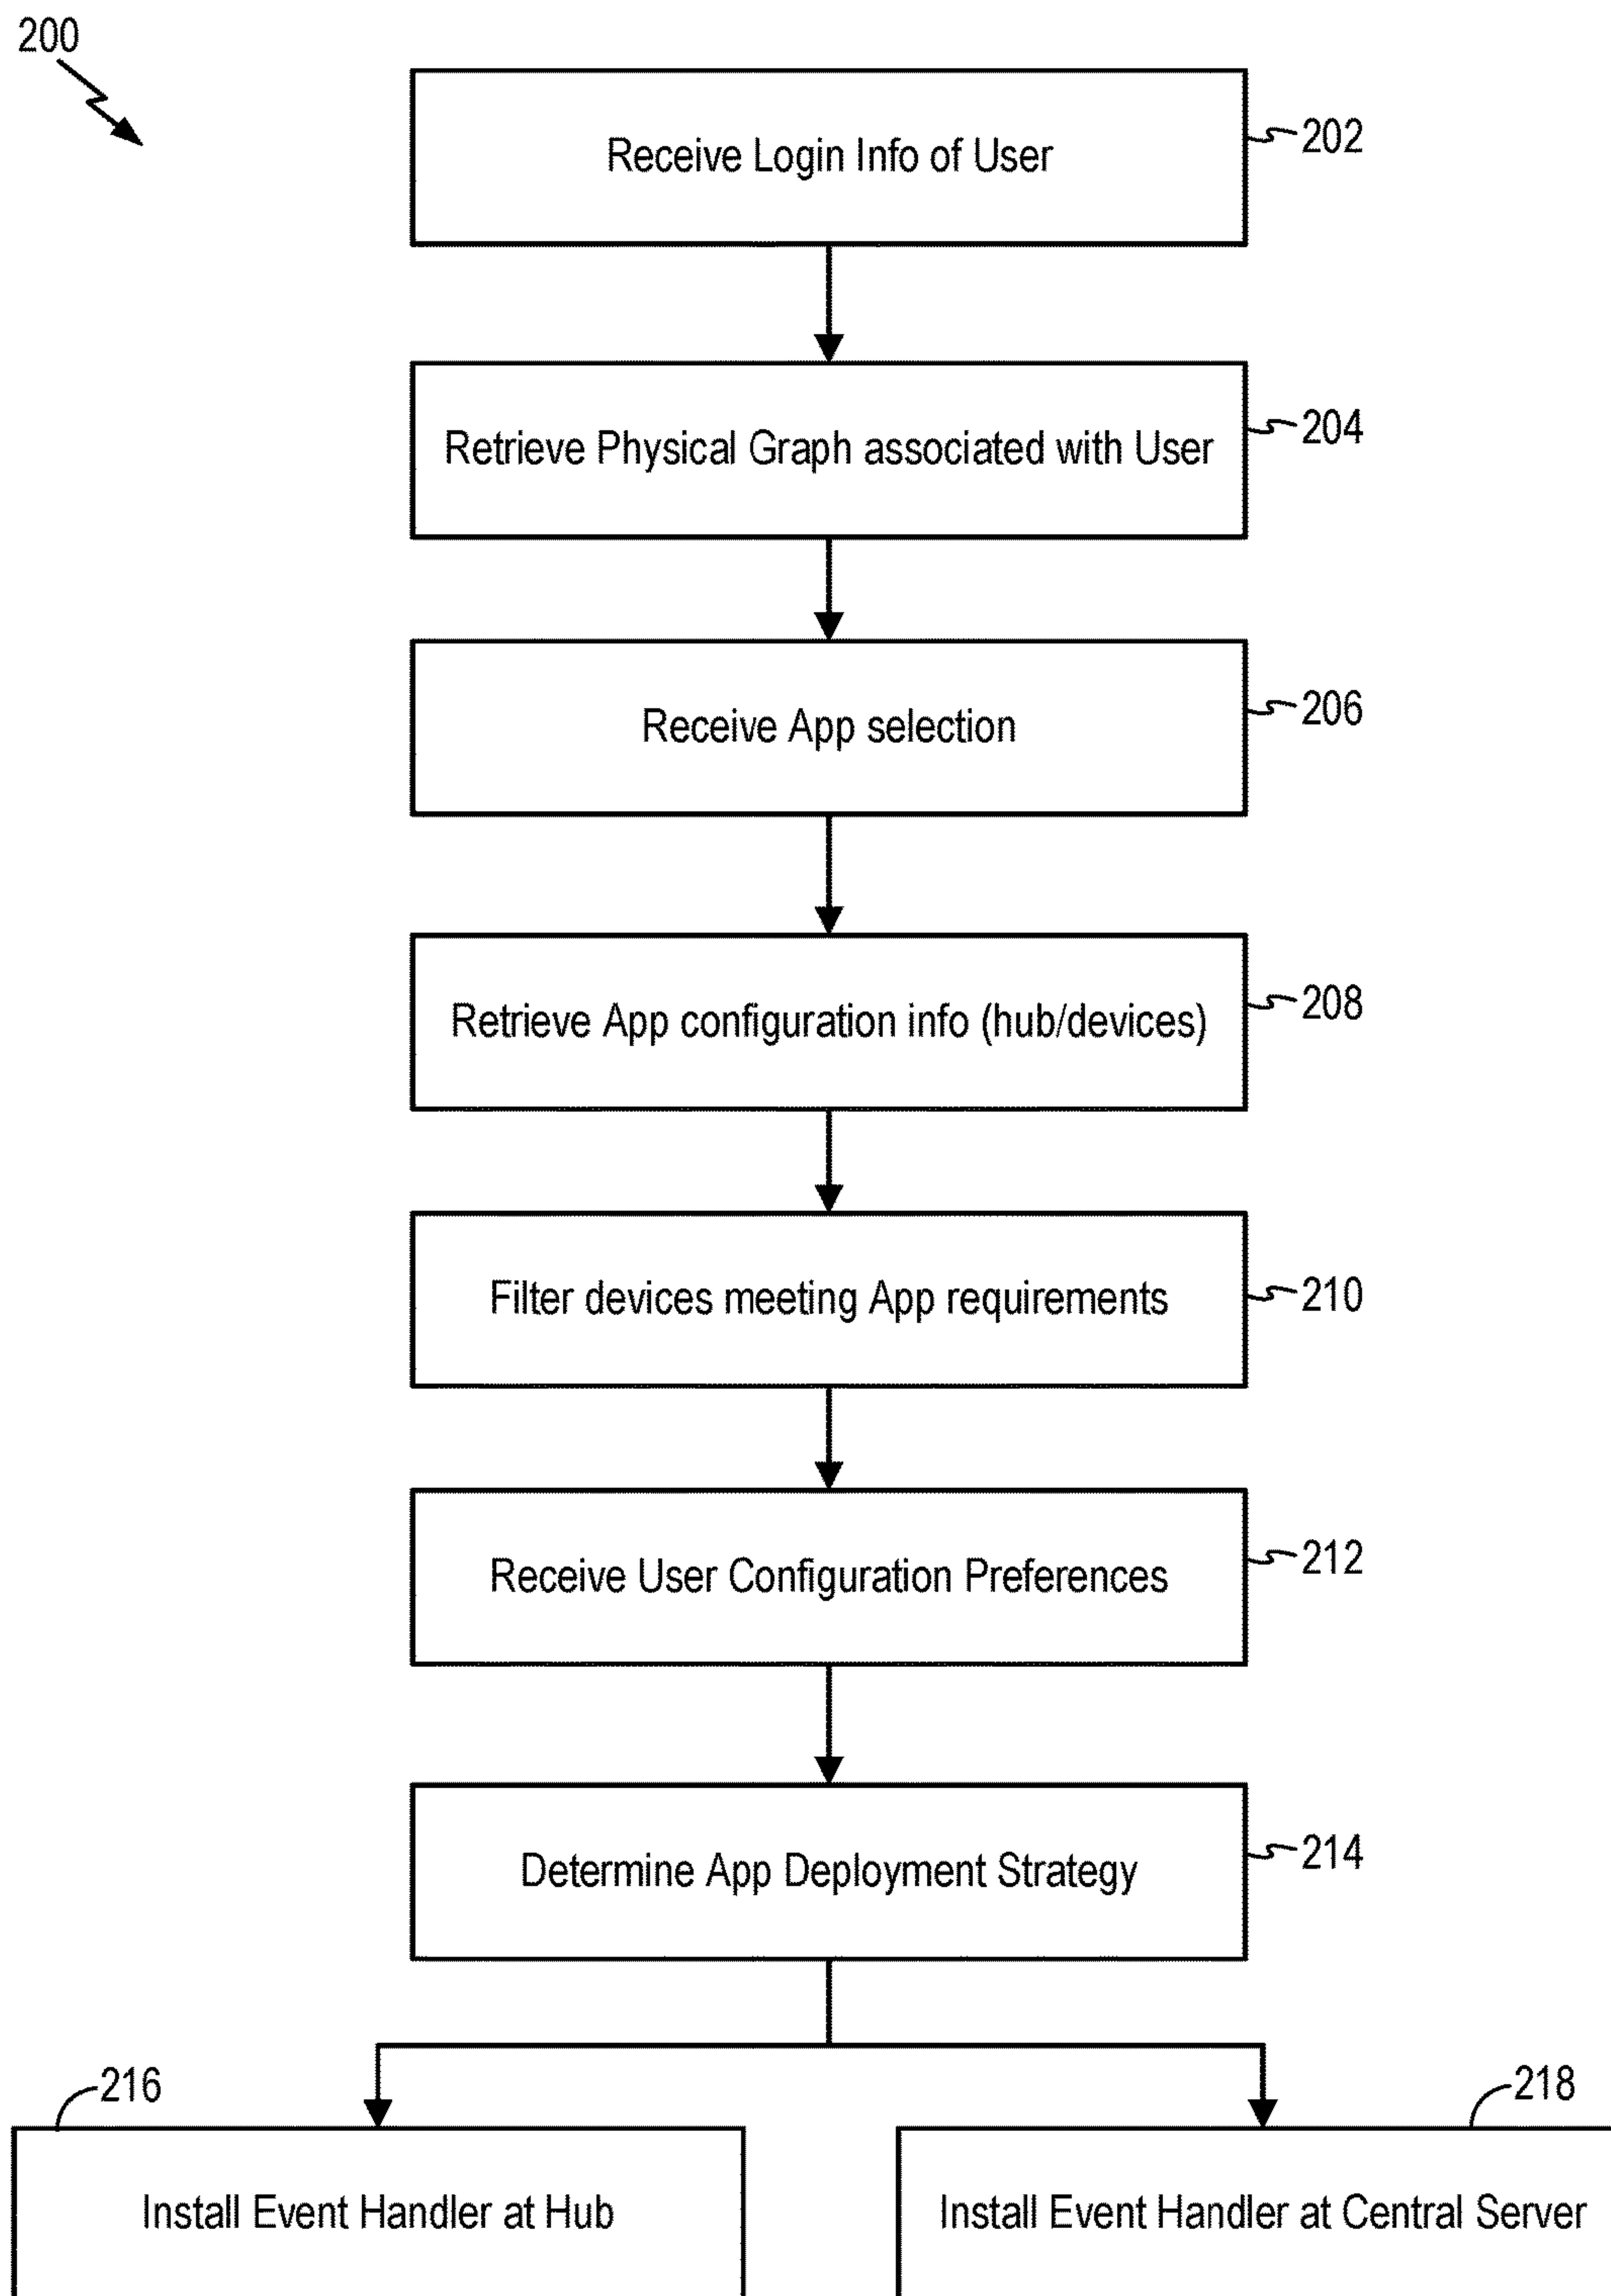 200
Receive Login Info of User
202
Retrieve Physical Graph associated with User
204
Receive App selection
206
Retrieve App configuration info (hub/devices)
208
Filter devices meeting App requirements
210
Receive User Configuration Preferences
212
Determine App Deployment Strategy
214
216
Install Event Handler at Hub
218
Install Event Handler at Central Server